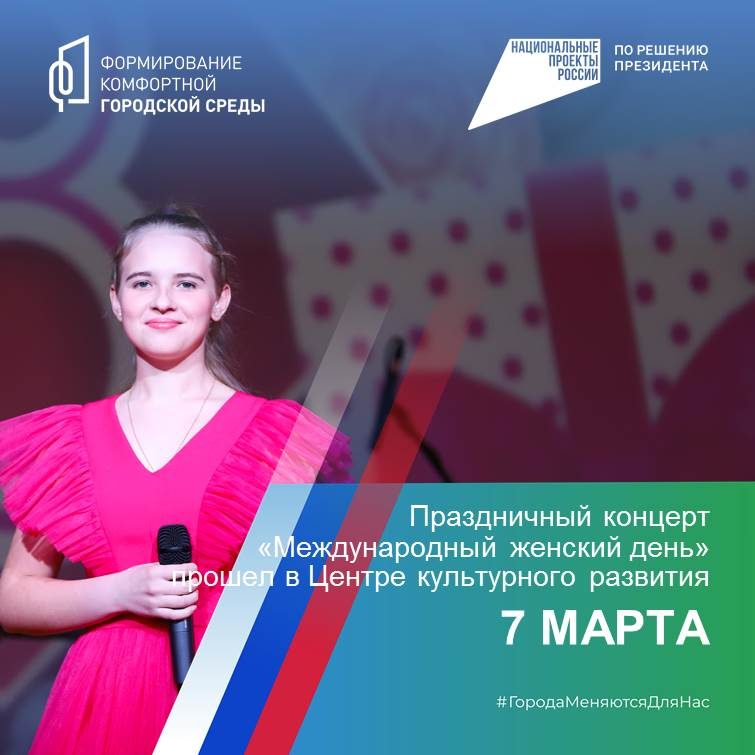 ФОРМИРОВАНИЕ
КОМФОРТНОЙ
ГОРОДСКОЙ СРЕДЫ
НАЦИОНАЛЬНЫЕ
ПРОЕКТЫ
РОССИИ
ПО РЕШЕНИЮ
ПРЕЗИДЕНТА
Праздничный концерт
«Международный женский день»
прошел в Центре культурного развития
7 МАРТА
#ГородаМеняютсяДляНас